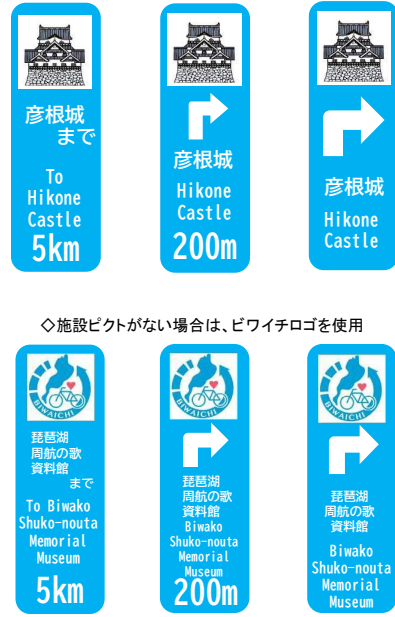 彦根城
まで
To
Hikone
Castle
5km
彦根城
Hikone
Castle
200m
彦根城
Hikone
Castle
◇施設ピクトがない場合は、ビワイチロゴを使用
BIWAICHI
琵琶湖
周航の歌
資料館
まで
To Biwako
Shuko-nouta
Memorial
Museum
5km
BIWAICHI
琵琶湖
周航の歌
資料館
Biwako
Shuko-nouta
Memorial
Museum
200m
BIWAICHI
琵琶湖
周航の歌
資料館
Biwako
Shuko-nouta
Memorial
Museum